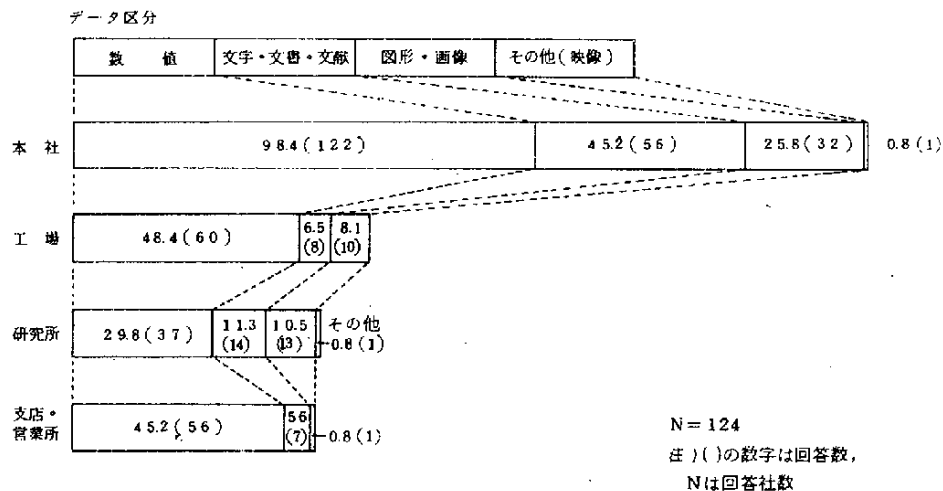 データ区分
数値 文字・文書・文献 図形・画像 その他(映像)
本社 98.4(122) 45.2(56) 25.8(32) 0.8(1)
工場 48.4(60) 6.5(8) 8.1(10)
研究所 29.8(37) 11.3(14) 10.5(13) その他 0.8(1)
支店・営業所 45.2(56) 56(7) 0.8(1)
N=124
注)()の数字は回答数,
Nは回答社数